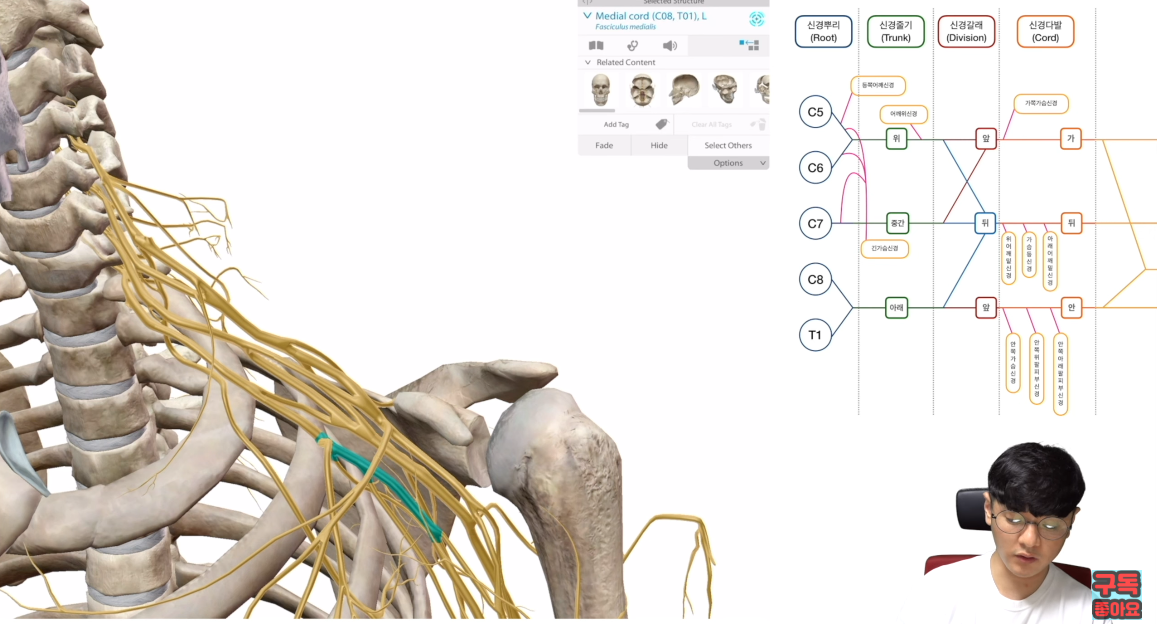 Selected Structure
Medial cord (C08, T01), L
Fasciculus medialis
Related Content
Add Tag
Clear All Tags
Fade
Hide
Select Others
Options
신경뿌리
(Root)
신경줄기
(Trunk)
신경갈래
(Division)
신경다발
(Cord)
등쪽어깨신경
어깨위신경
가쪽가슴신경
C5
위
앞
가
C6
C7
중간
뒤
뒤
긴가슴신경
위어깨밑신경
가슴등신경
아래어깨밑신경
C8
아래
앞
안
T1
안쪽가슴신경
안쪽위팔피부신경
안쪽아래팔피부신경
구독
좋아요